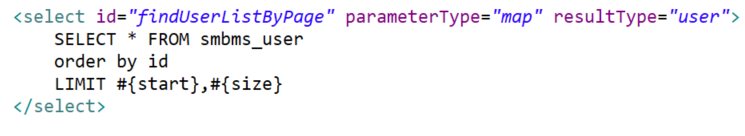 <select id="findUserListByPage" parameterType="map" resultType="user">
SELECT * FROM smbms_user
order by id
LIMIT #{start},#{size}
</select>